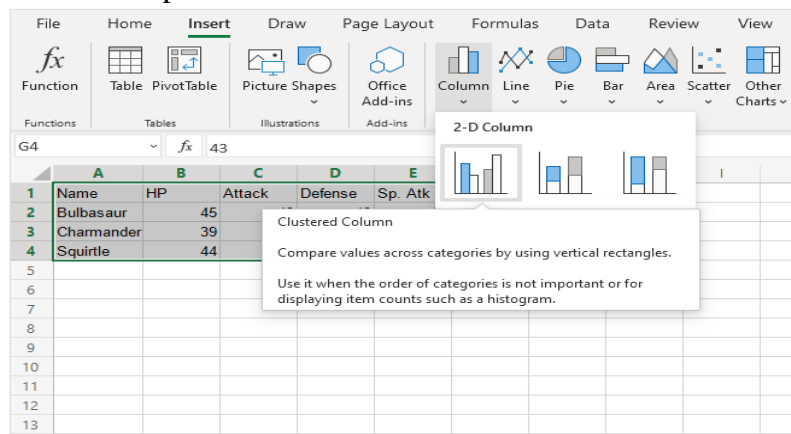 File Home Insert Draw Page Layout Formulas Data Review View
fx
Function Table PivotTable Picture Shapes Office Add-ins Column Line Pie Bar Area Scatter Other Charts
Functions Tables Illustrations Add-ins
2-D Column
G4 fx 43
A B C D E I
1 Name HP Attack Defense Sp. Atk
2 Bulbasaur 45
3 Charmander 39
4 Squirtle 44
Clustered Column
Compare values across categories by using vertical rectangles.
Use it when the order of categories is not important or for
displaying item counts such as a histogram.
5
6
7
8
9
10
11
12
13